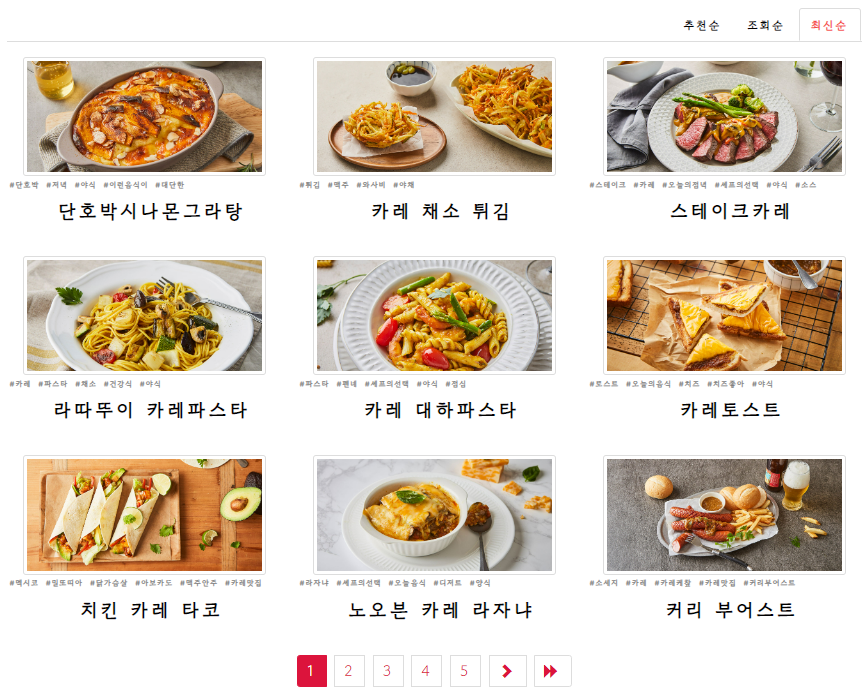 추천순 조회순 최신순
#단호박 #저녁 #야식 #이런음식이 #대단한
#튀김 #맥주 #와사비 #야채
#스테이크 #카레 #오늘의점녁 #셰프의선택 #야식 #소스
단호박시나몬그라탕
카레 채소 튀김
스테이크카레
#카레 #파스타 #채소 #건강식 #야식
#파스타 #펜네 #셰프의선택 #야식 #점심
#토스트 #오늘의음식 #치즈 #치즈좋아 #야식
라따뚜이 카레파스타
카레 대하파스타
카레토스트
#멕시코 #밀또띠아 #닭가슴살 #아보카도 #맥주안주 #카레맛집
#라자냐 #셰프의선택 #오늘음식 #디저트 #양식
#소세지 #카레 #카레케찹 #카레맛집 #커리부어스트
치킨 카레 타코
노오븐 카레 라자냐
커리 부어스트
1 2 3 4 5